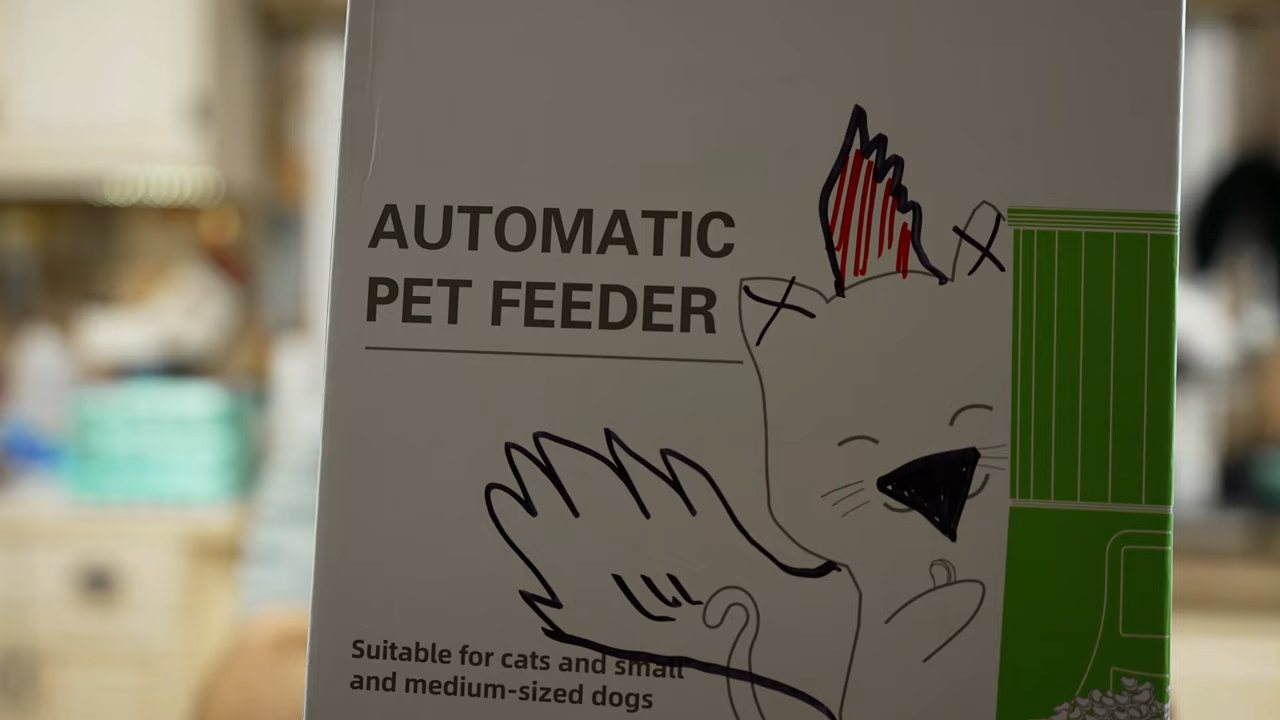 AUTOMATIC
PET FEEDER
Suitable for cats and small
and medium-sized dogs